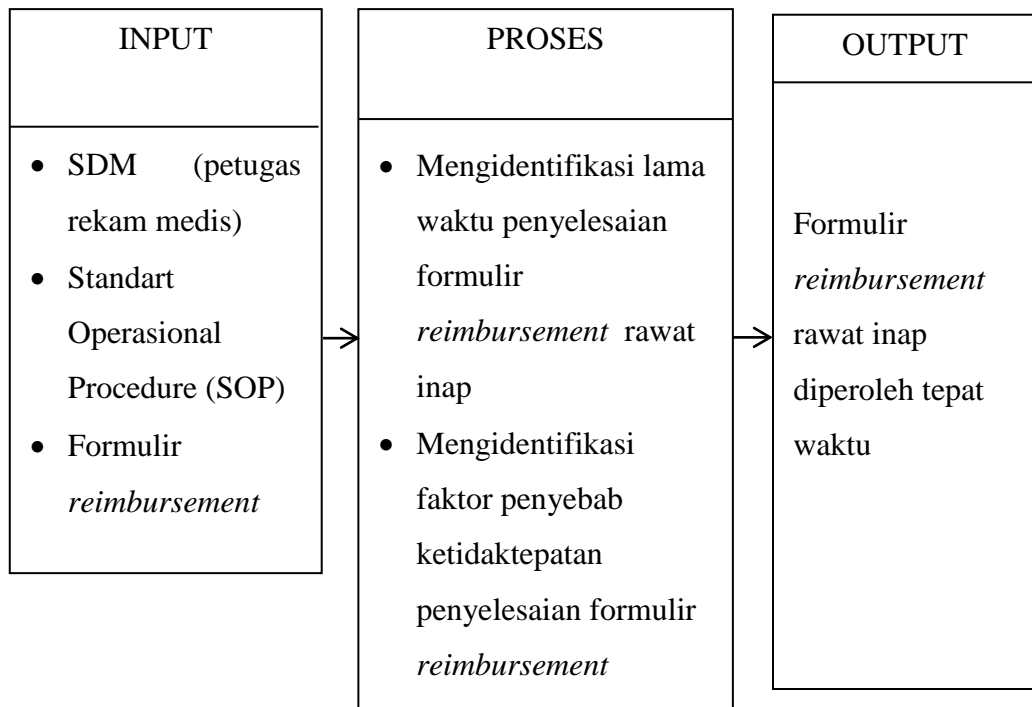 INPUT
SDM (petugas
rekam medis)
Standart
Operasional
Procedure (SOP)
Formulir
reimbursement
PROSES
Mengidentifikasi lama
waktu penyelesaian
formulir
reimbursement rawat
inap
Mengidentifikasi
faktor penyebab
ketidaktepatan
penyelesaian formulir
reimbursement
OUTPUT
Formulir
reimbursement
rawat inap
diperoleh tepat
waktu